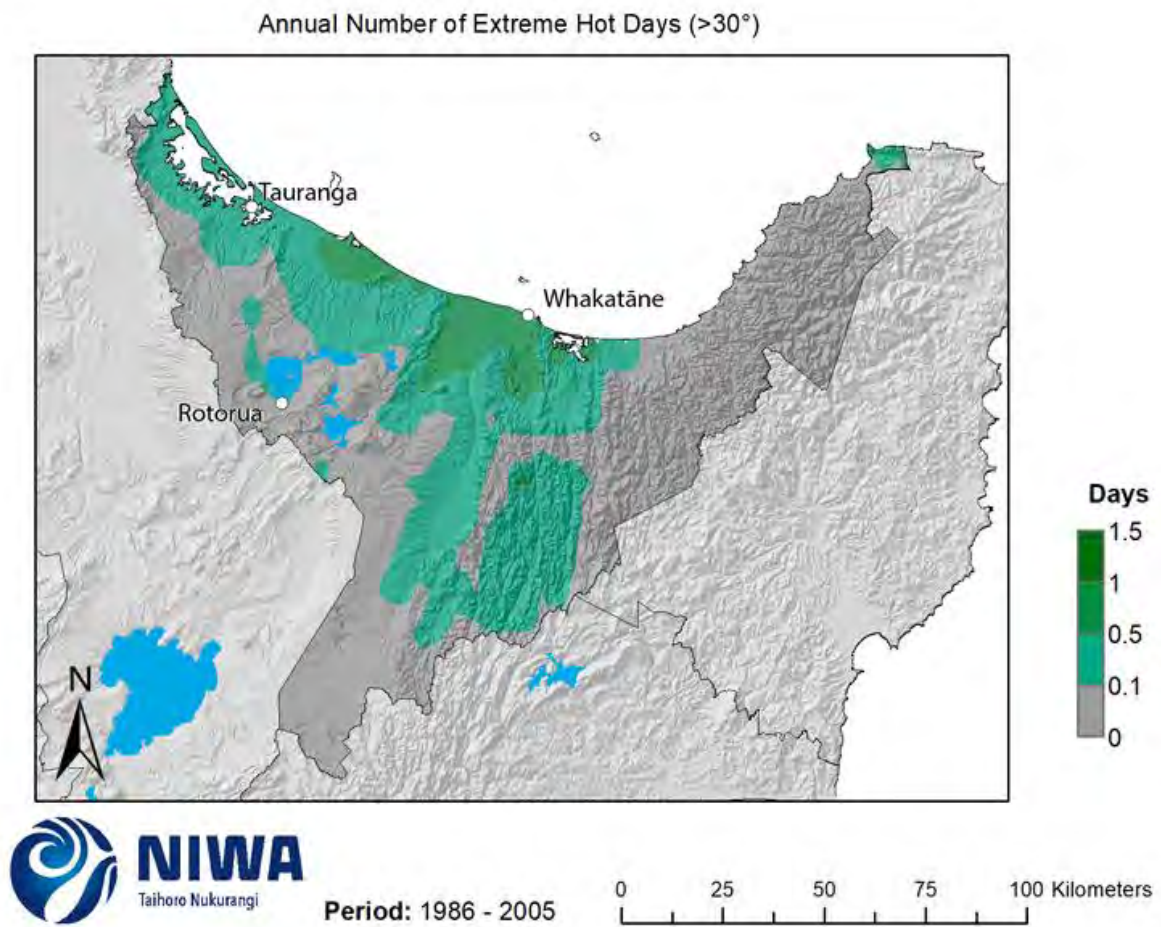 Annual Number of Extreme Hot Days (>30°)
Tauranga
Whakatāne
Rotorua
Days
1.5
1
0.5
0.1
0
N
NIWA
Taihoro Nukurangi
Period: 1986 - 2005
0 25 50 75 100 Kilometers